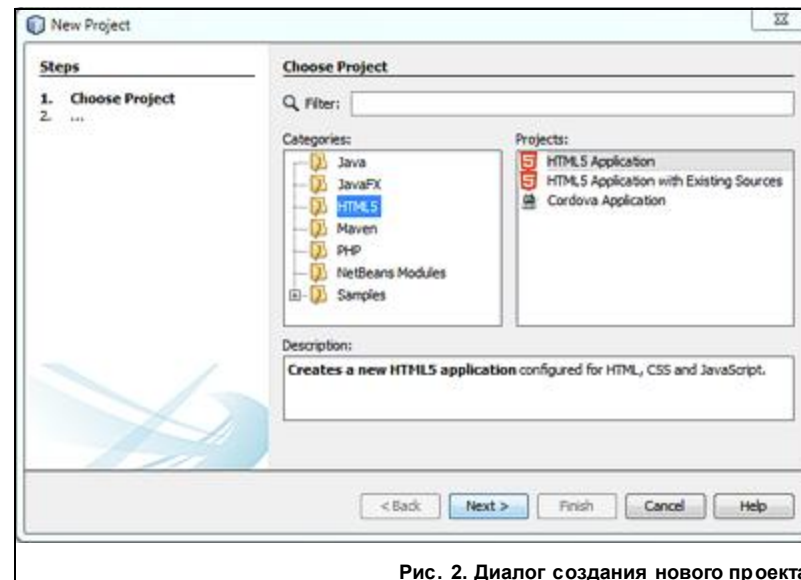 New Project
Steps
1. Choose Project
2. ...
Choose Project
Filter:
Categories:
Java
JavaFX
HTML5
Maven
PHP
NetBeans Modules
Samples
Projects:
HTML5 Application
HTML5 Application with Existing Sources
Cordova Application
Description:
Creates a new HTML5 application configured for HTML, CSS and JavaScript.
< Back
Next >
Finish
Cancel
Help
Рис. 2. Диалог создания нового проекта